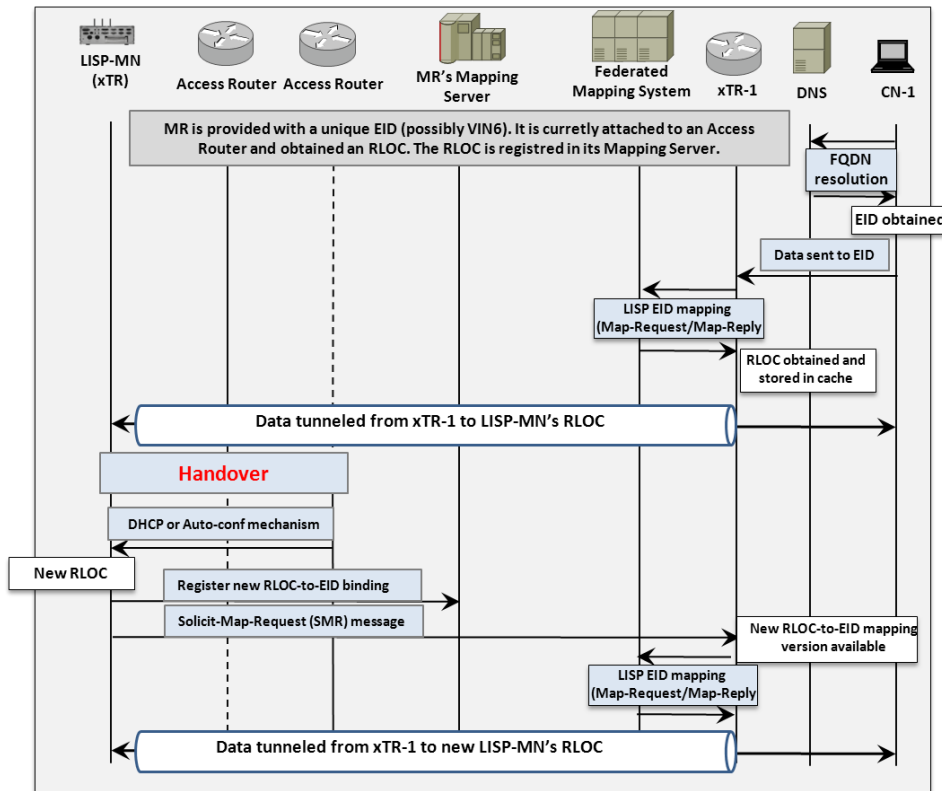 LISP-MN
(xTR)
Access Router
Access Router
MR's Mapping
Server
Federated
Mapping System
xTR-1
DNS
CN-1
MR is provided with a unique EID (possibly VIN6). It is curretly attached to an Access
Router and obtained an RLOC. The RLOC is registred in its Mapping Server.
FQDN
resolution
EID obtained
Data sent to EID
LISP EID mapping
(Map-Request/Map-Reply
RLOC obtained and
stored in cache
Data tunneled from xTR-1 to LISP-MN's RLOC
Handover
DHCP or Auto-conf mechanism
New RLOC
Register new RLOC-to-EID binding
Solicit-Map-Request (SMR) message
New RLOC-to-EID mapping
version available
LISP EID mapping
(Map-Request/Map-Reply
Data tunneled from xTR-1 to new LISP-MN's RLOC